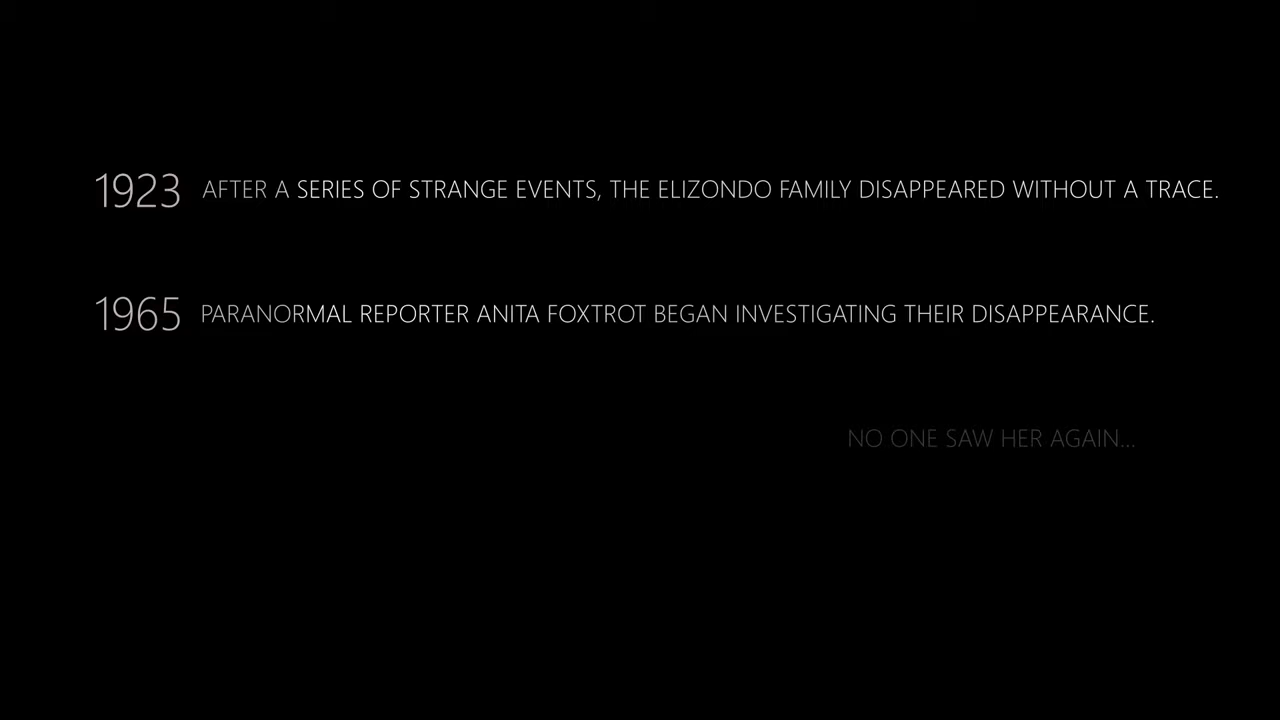 1923 AFTER A SERIES OF STRANGE EVENTS, THE ELIZONDO FAMILY DISAPPEARED WITHOUT A TRACE.
1965 PARANORMAL REPORTER ANITA FOXTROT BEGAN INVESTIGATING THEIR DISAPPEARANCE.
NO ONE SAW HER AGAIN...